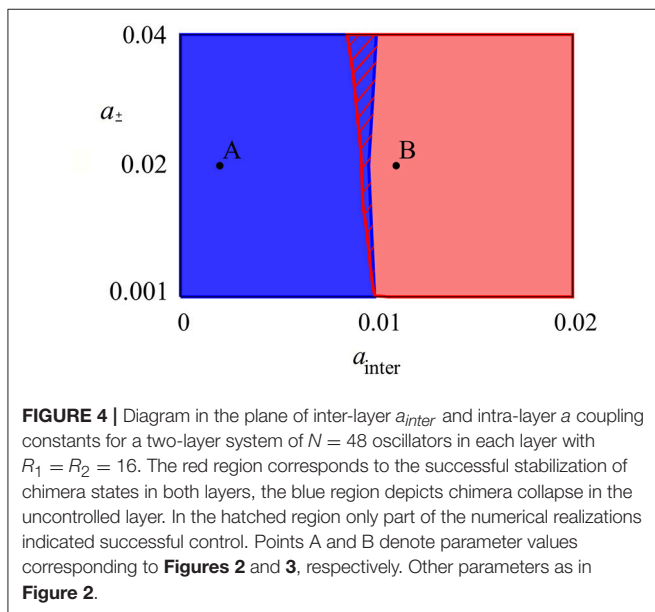 0.04
a±
A
B
0.02
0.001
0
0.01
0.02
a inter
FIGURE 4 | Diagram in the plane of inter-layer a inter and intra-layer a coupling
constants for a two-layer system of N = 48 oscillators in each layer with
R1 = R2 = 16. The red region corresponds to the successful stabilization of
chimera states in both layers, the blue region depicts chimera collapse in the
uncontrolled layer. In the hatched region only part of the numerical realizations
indicated successful control. Points A and B denote parameter values
corresponding to Figures 2 and 3, respectively. Other parameters as in
Figure 2.